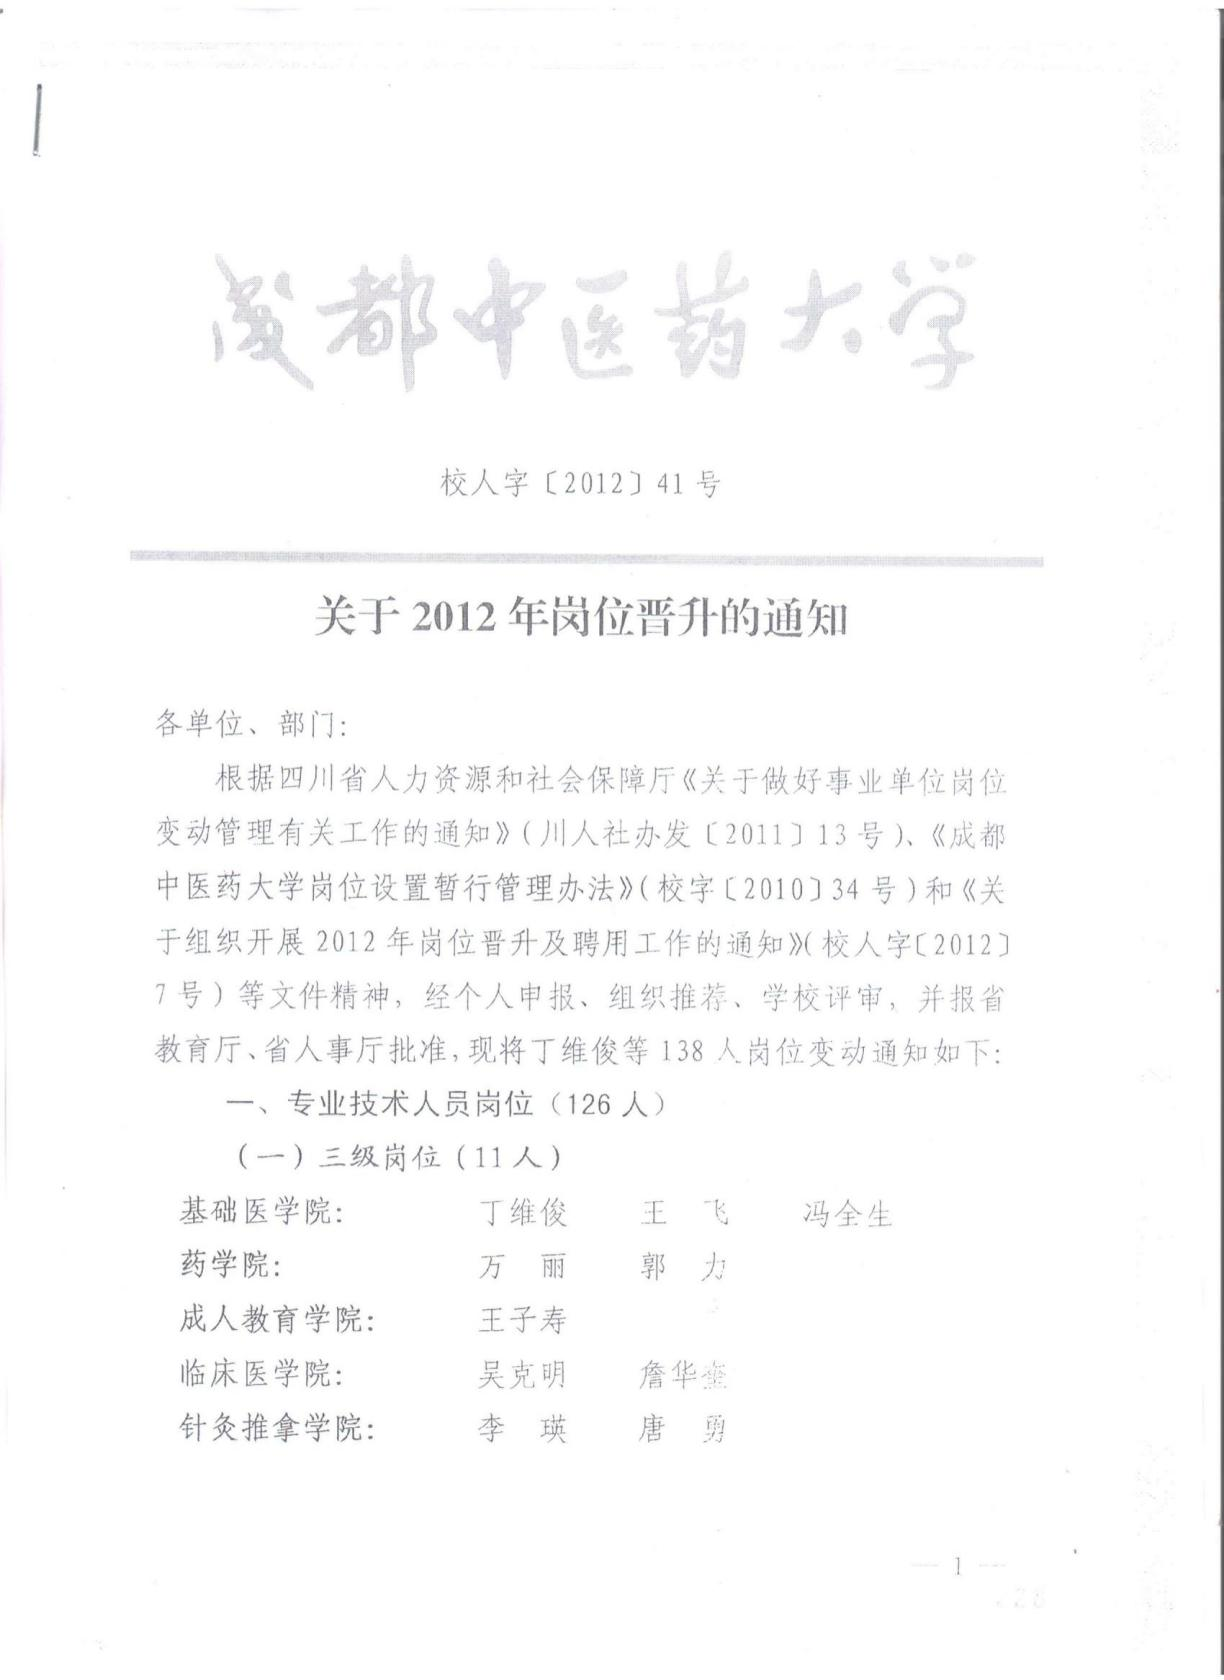 成都中医药大学
校人字〔2012〕41号
关于2012年岗位晋升的通知
各单位、部门:
根据四川省人力资源和社会保障厅《关于做好事业单位岗位
变动管理有关工作的通知》(川人社办发〔2011〕13号)、《成都
中医药大学岗位设置暂行管理办法》(校字〔2010〕34号)和《关
于组织开展2012年岗位晋升及聘用工作的通知》(校人字〔2012〕
7号)等文件精神，经个人申报、组织推荐、学校评审，并报省
教育厅、省人事厅批准，现将丁维俊等138人岗位变动通知如下:
一、专业技术人员岗位(126人)
(一)三级岗位(11人)
基础医学院: 丁维俊 王 飞 冯全生
药学院: 万 丽 郭 力
成人教育学院: 王子寿
临床医学院: 吴克明 詹华奎
针灸推拿学院: 李 瑛 唐 勇
— 1 —